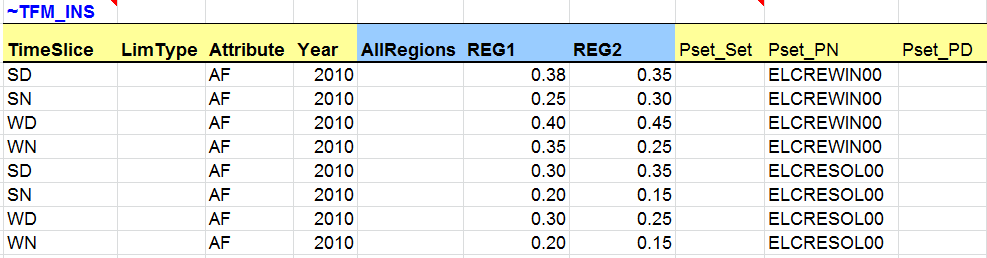 ~TFM_INS
TimeSlice LimType Attribute Year AllRegions REG1 REG2 Pset_Set Pset_PN Pset_PD
SD AF 2010 0.38 0.35 ELCREWIN00
SN AF 2010 0.25 0.30 ELCREWIN00
WD AF 2010 0.40 0.45 ELCREWIN00
WN AF 2010 0.35 0.25 ELCREWIN00
SD AF 2010 0.30 0.35 ELCRESOL00
SN AF 2010 0.20 0.15 ELCRESOL00
WD AF 2010 0.30 0.25 ELCRESOL00
WN AF 2010 0.20 0.15 ELCRESOL00